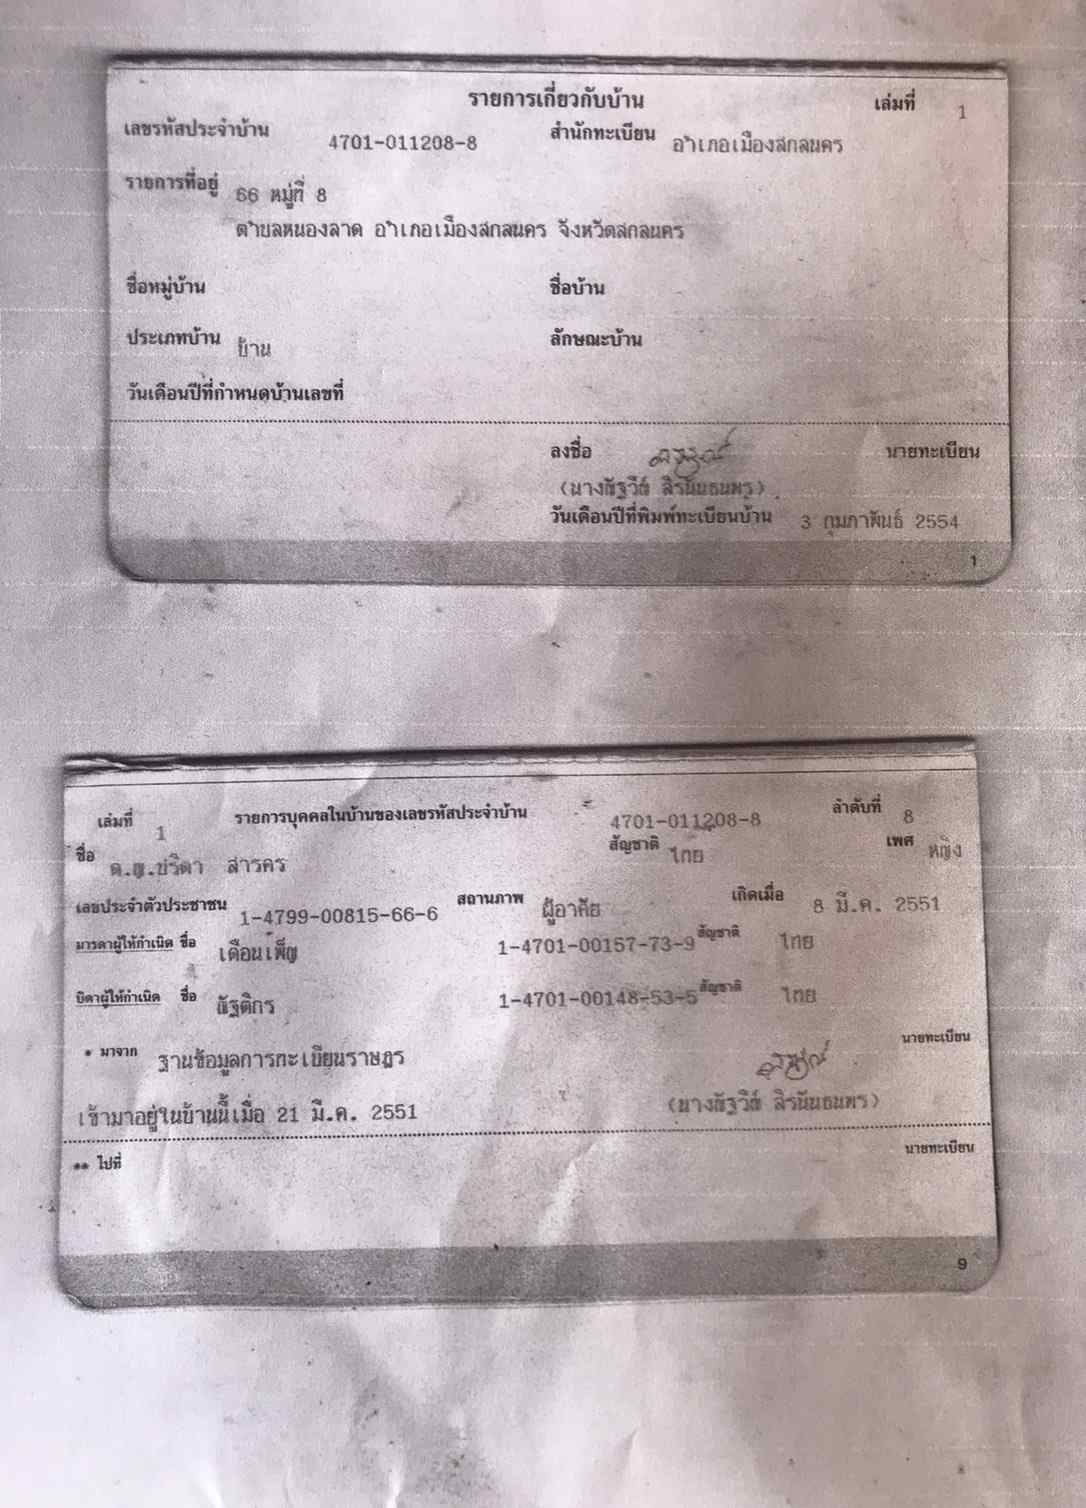 รายการเกี่ยวกับบ้าน เล่มที่ 1
เลขรหัสประจำบ้าน 4701-011208-8 สำนักทะเบียน อำเภอเมืองสกลนคร
รายการที่อยู่ 66 หมู่ที่ 8
ตำบลหนองลาด อำเภอเมืองสกลนคร จังหวัดสกลนคร
ชื่อหมู่บ้าน ชื่อบ้าน
ประเภทบ้าน บ้าน ลักษณะบ้าน
วันเดือนปีที่กำหนดบ้านเลขที่
ลงชื่อ นายทะเบียน
(นางณัฐวีย์ สิรนันธนพร)
วันเดือนปีที่พิมพ์ทะเบียนบ้าน 3 กุมภาพันธ์ 2554
1
เล่มที่ 1 รายการบุคคลในบ้านของเลขรหัสประจำบ้าน 4701-011208-8 ลำดับที่ 8
ชื่อ ด.ญ.ปริดา สารคร สัญชาติ ไทย เพศ หญิง
เลขประจำตัวประชาชน 1-4799-00815-66-6 สถานภาพ ผู้อาศัย เกิดเมื่อ 8 มี.ค. 2551
มารดาผู้ให้กำเนิด ชื่อ เดือนเพ็ญ 1-4701-00157-73-9 สัญชาติ ไทย
บิดาผู้ให้กำเนิด ชื่อ ณัฐติกร 1-4701-00148-53-5 สัญชาติ ไทย
* มาจาก ฐานข้อมูลการทะเบียนราษฎร นายทะเบียน
เข้ามาอยู่ในบ้านนี้เมื่อ 21 มี.ค. 2551 (นางณัฐวีย์ สิรนันธนพร)
** ไปที่ นายทะเบียน
9